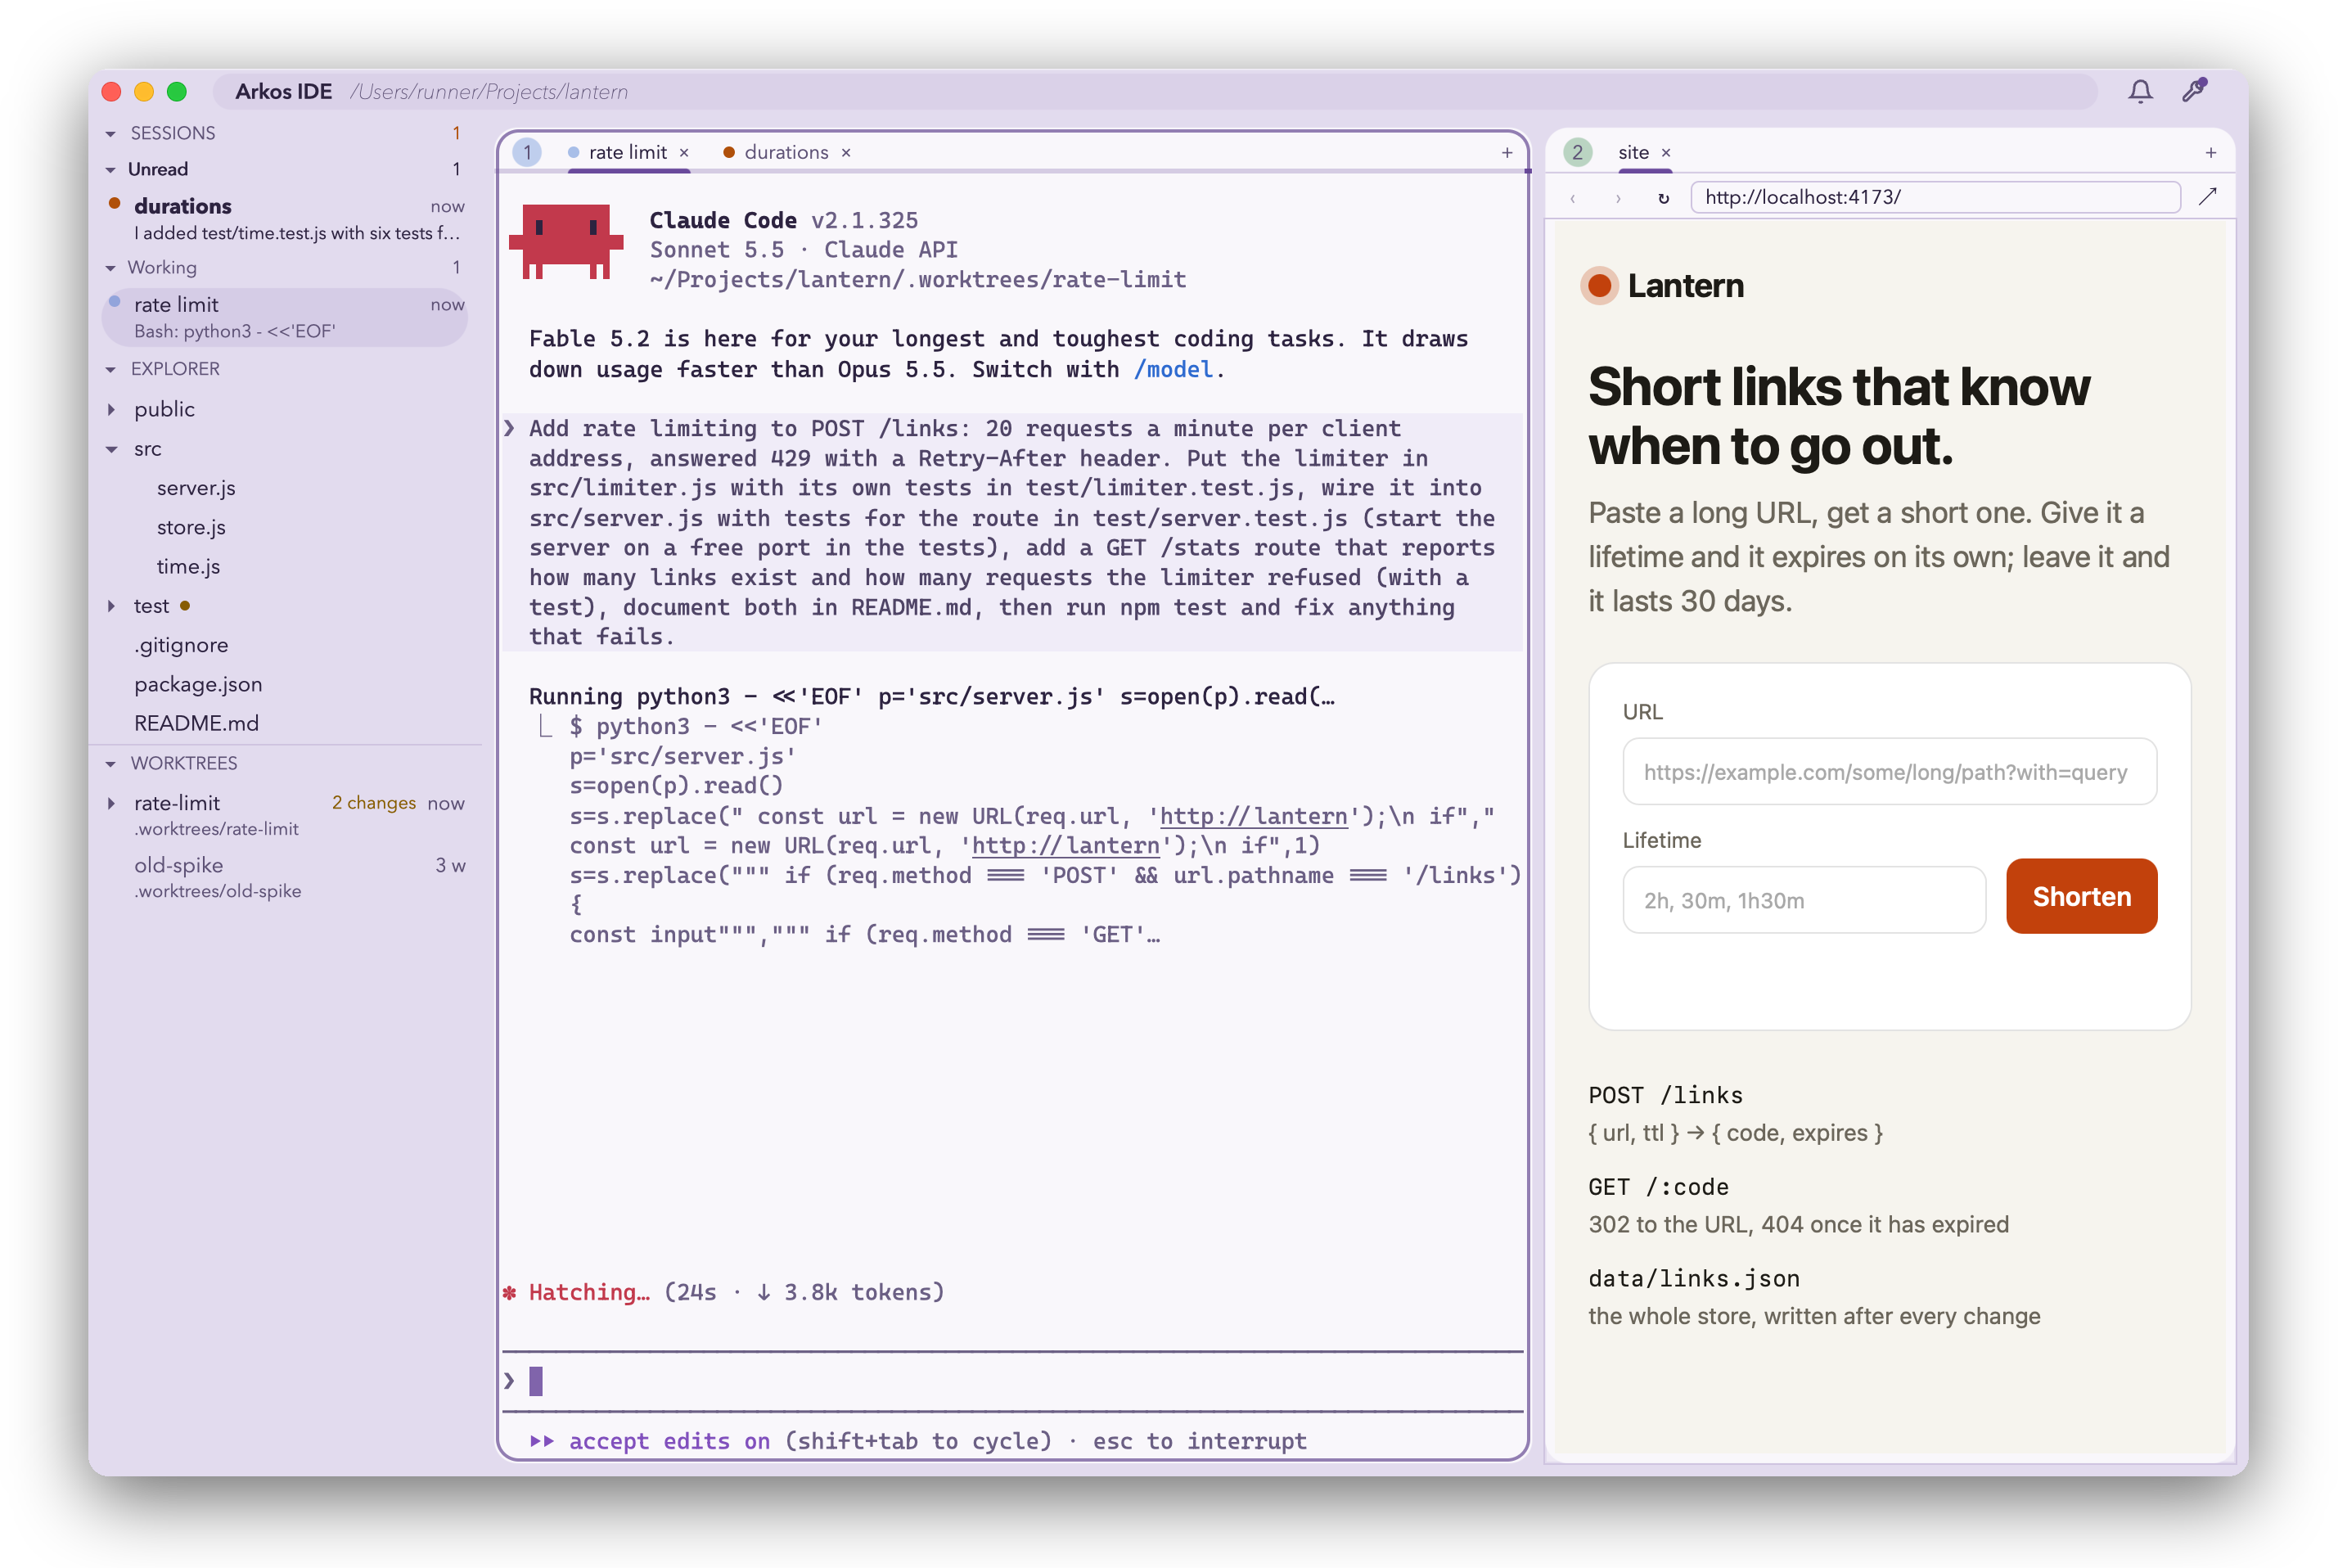 Arkos IDE /Users/runner/Projects/lantern
SESSIONS 1
Unread 1
durations now
I added test/time.test.js with six tests f…
Working 1
rate limit now
Bash: python3 - <<'EOF'
EXPLORER
public
src
server.js
store.js
time.js
test
.gitignore
package.json
README.md
WORKTREES
rate-limit 2 changes now
.worktrees/rate-limit
old-spike 3 w
.worktrees/old-spike
1 rate limit × durations × +
Claude Code v2.1.325
Sonnet 5.5 · Claude API
~/Projects/lantern/.worktrees/rate-limit
Fable 5.2 is here for your longest and toughest coding tasks. It draws
down usage faster than Opus 5.5. Switch with /model.
❯ Add rate limiting to POST /links: 20 requests a minute per client
address, answered 429 with a Retry-After header. Put the limiter in
src/limiter.js with its own tests in test/limiter.test.js, wire it into
src/server.js with tests for the route in test/server.test.js (start the
server on a free port in the tests), add a GET /stats route that reports
how many links exist and how many requests the limiter refused (with a
test), document both in README.md, then run npm test and fix anything
that fails.
Running python3 - <<'EOF' p='src/server.js' s=open(p).read(…
⎿ $ python3 - <<'EOF'
p='src/server.js'
s=open(p).read()
s=s.replace(" const url = new URL(req.url, 'http://lantern');\n if","
const url = new URL(req.url, 'http://lantern');\n if",1)
s=s.replace(""" if (req.method === 'POST' && url.pathname === '/links')
{
const input""",""" if (req.method === 'GET'…
✽ Hatching… (24s · ↓ 3.8k tokens)
❯
⏵⏵ accept edits on (shift+tab to cycle) · esc to interrupt
2 site × +
‹ › ↻ http://localhost:4173/
Lantern
Short links that know
when to go out.
Paste a long URL, get a short one. Give it a
lifetime and it expires on its own; leave it and
it lasts 30 days.
URL
https://example.com/some/long/path?with=query
Lifetime
2h, 30m, 1h30m
Shorten
POST /links
{ url, ttl } → { code, expires }
GET /:code
302 to the URL, 404 once it has expired
data/links.json
the whole store, written after every change